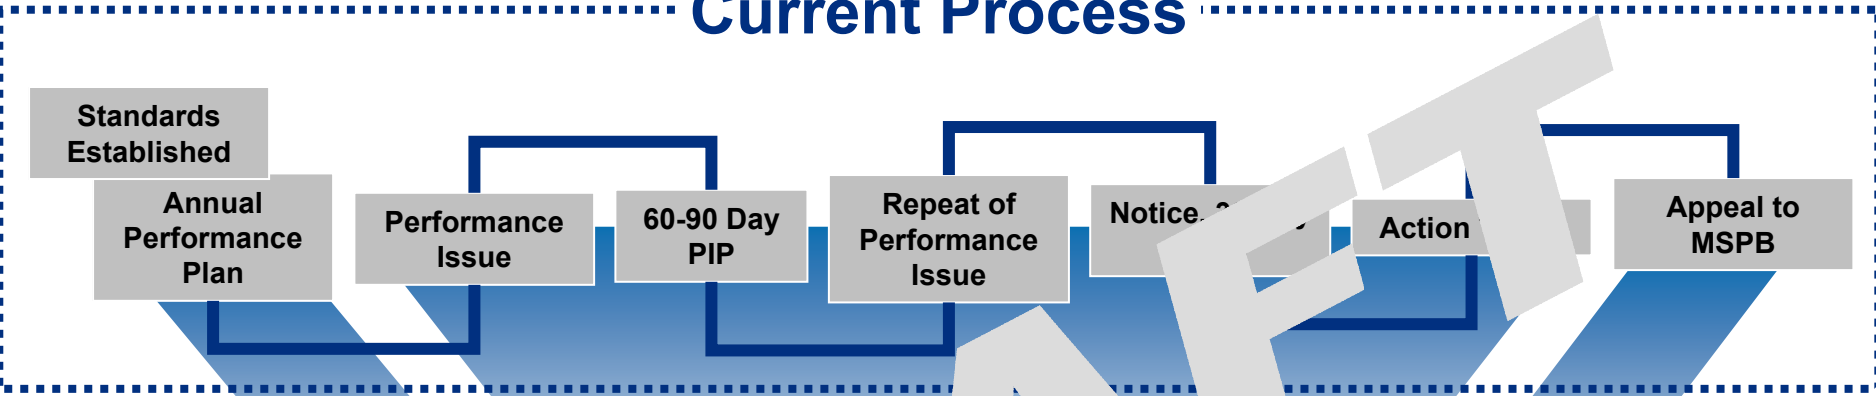 Current Process
Standards
Established
Annual
Performance
Plan
Performance
Issue
60-90 Day
PIP
Repeat of
Performance
Issue
Notice,
Action
Appeal to
MSPB